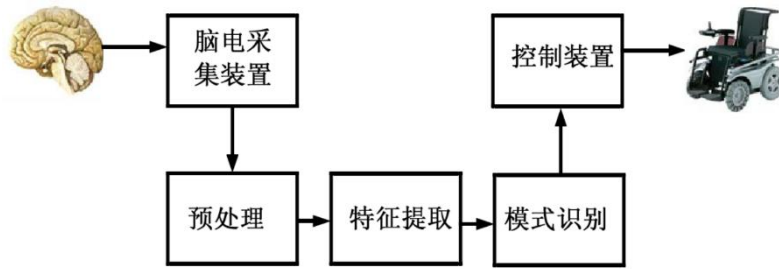 脑电采
集装置
控制装置
预处理
特征提取
模式识别